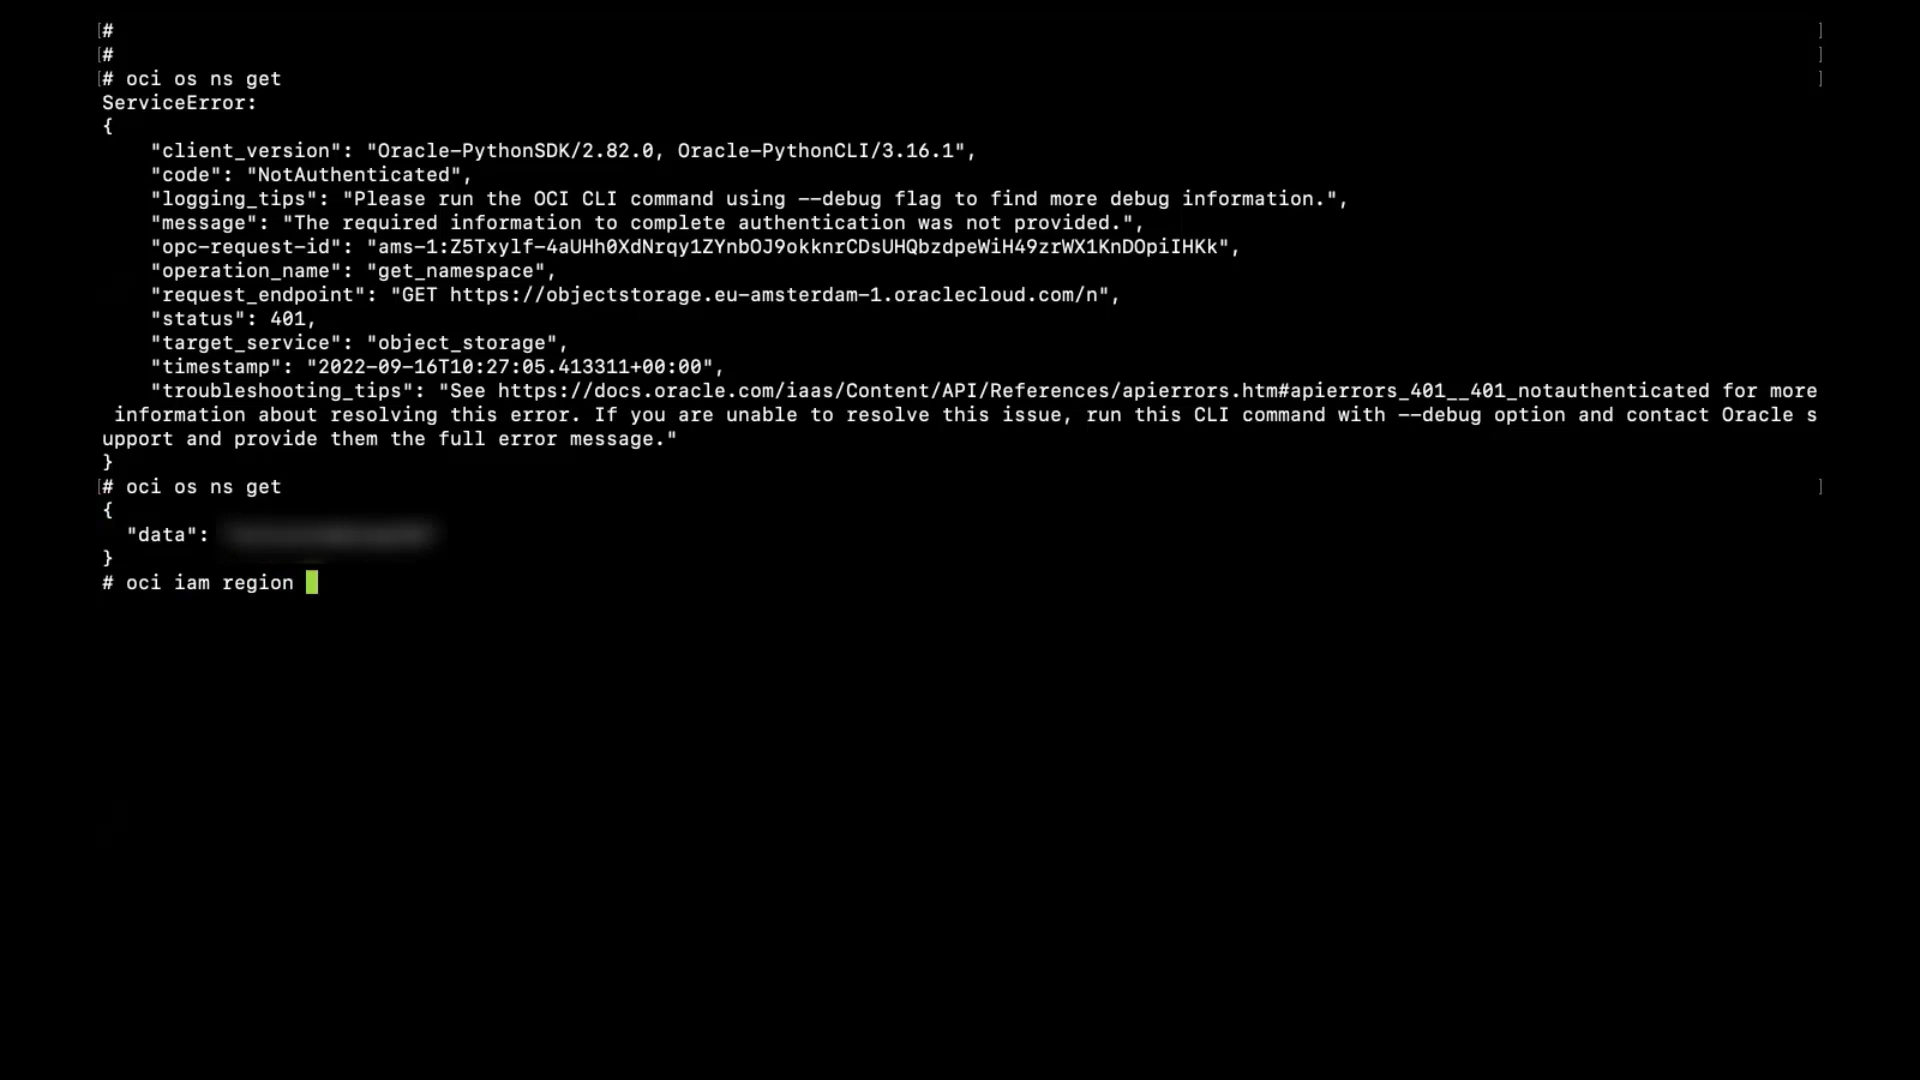 [#                                                                              ]
[#                                                                              ]
[# oci os ns get                                                                ]
ServiceError:
{
    "client_version": "Oracle-PythonSDK/2.82.0, Oracle-PythonCLI/3.16.1",
    "code": "NotAuthenticated",
    "logging_tips": "Please run the OCI CLI command using --debug flag to find more debug information.",
    "message": "The required information to complete authentication was not provided.",
    "opc-request-id": "ams-1:Z5Txylf-4aUHh0XdNrqy1ZYnbOJ9okknrCDsUHQbzdpeWiH49zrWX1KnDOpiIHKk",
    "operation_name": "get_namespace",
    "request_endpoint": "GET https://objectstorage.eu-amsterdam-1.oraclecloud.com/n",
    "status": 401,
    "target_service": "object_storage",
    "timestamp": "2022-09-16T10:27:05.413311+00:00",
    "troubleshooting_tips": "See https://docs.oracle.com/iaas/Content/API/References/apierrors.htm#apierrors_401__401_notauthenticated for more
 information about resolving this error. If you are unable to resolve this issue, run this CLI command with --debug option and contact Oracle s
upport and provide them the full error message."
}
[# oci os ns get                                                                ]
{
  "data":
}
# oci iam region